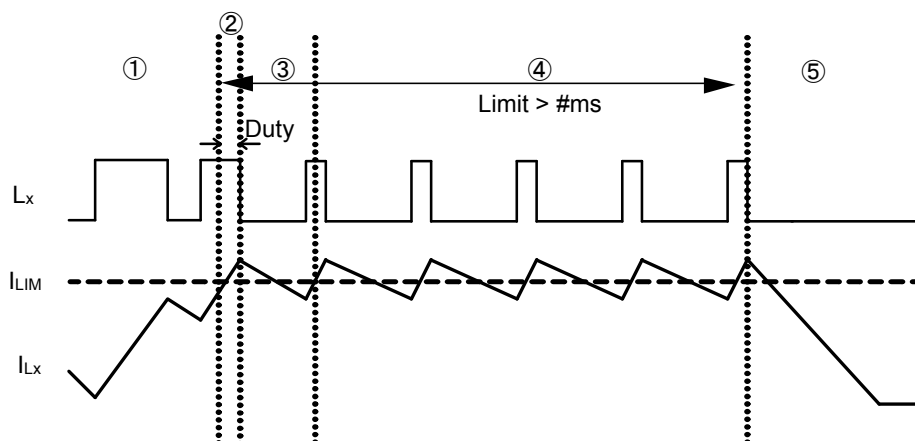 ②
① ③ ④ ⑤
Limit > #ms
Duty
Lx
ILIM
ILx